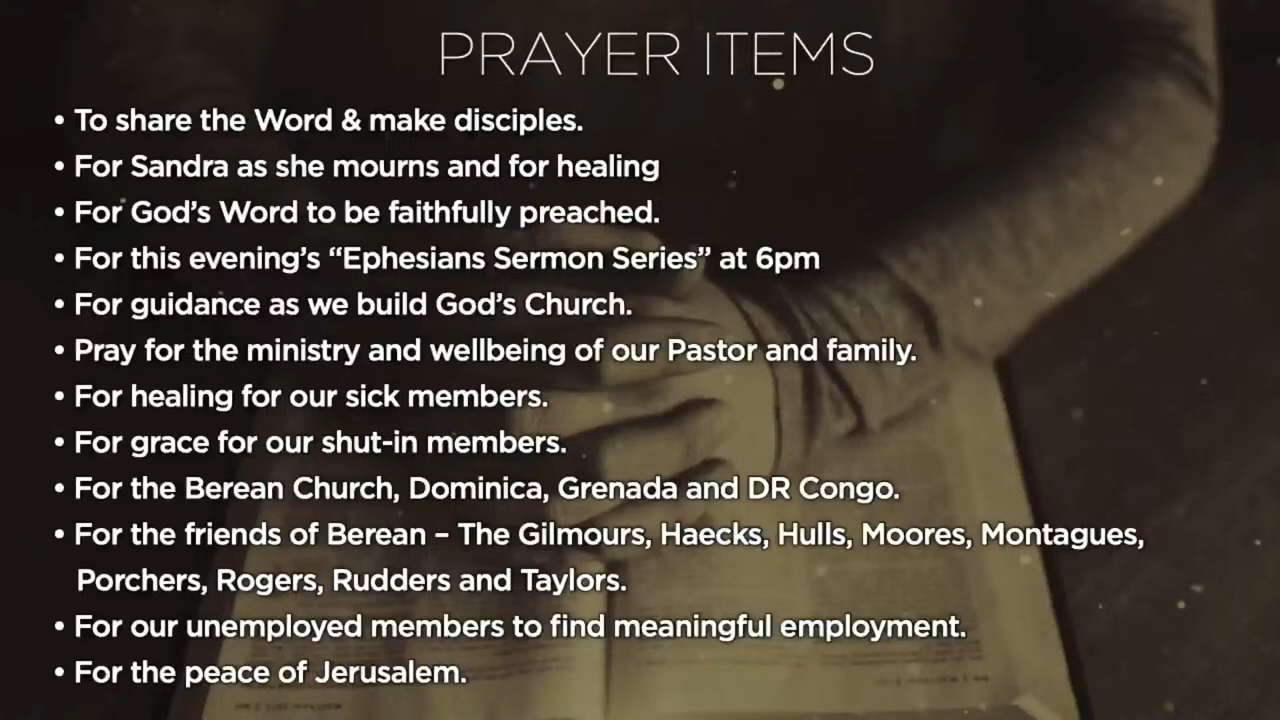 PRAYER ITEMS
• To share the Word & make disciples.
• For Sandra as she mourns and for healing
• For God's Word to be faithfully preached.
• For this evening's “Ephesians Sermon Series” at 6pm
• For guidance as we build God's Church.
• Pray for the ministry and wellbeing of our Pastor and family.
• For healing for our sick members.
• For grace for our shut-in members.
• For the Berean Church, Dominica, Grenada and DR Congo.
• For the friends of Berean – The Gilmours, Haecks, Hulls, Moores, Montagues,
Porchers, Rogers, Rudders and Taylors.
• For our unemployed members to find meaningful employment.
• For the peace of Jerusalem.